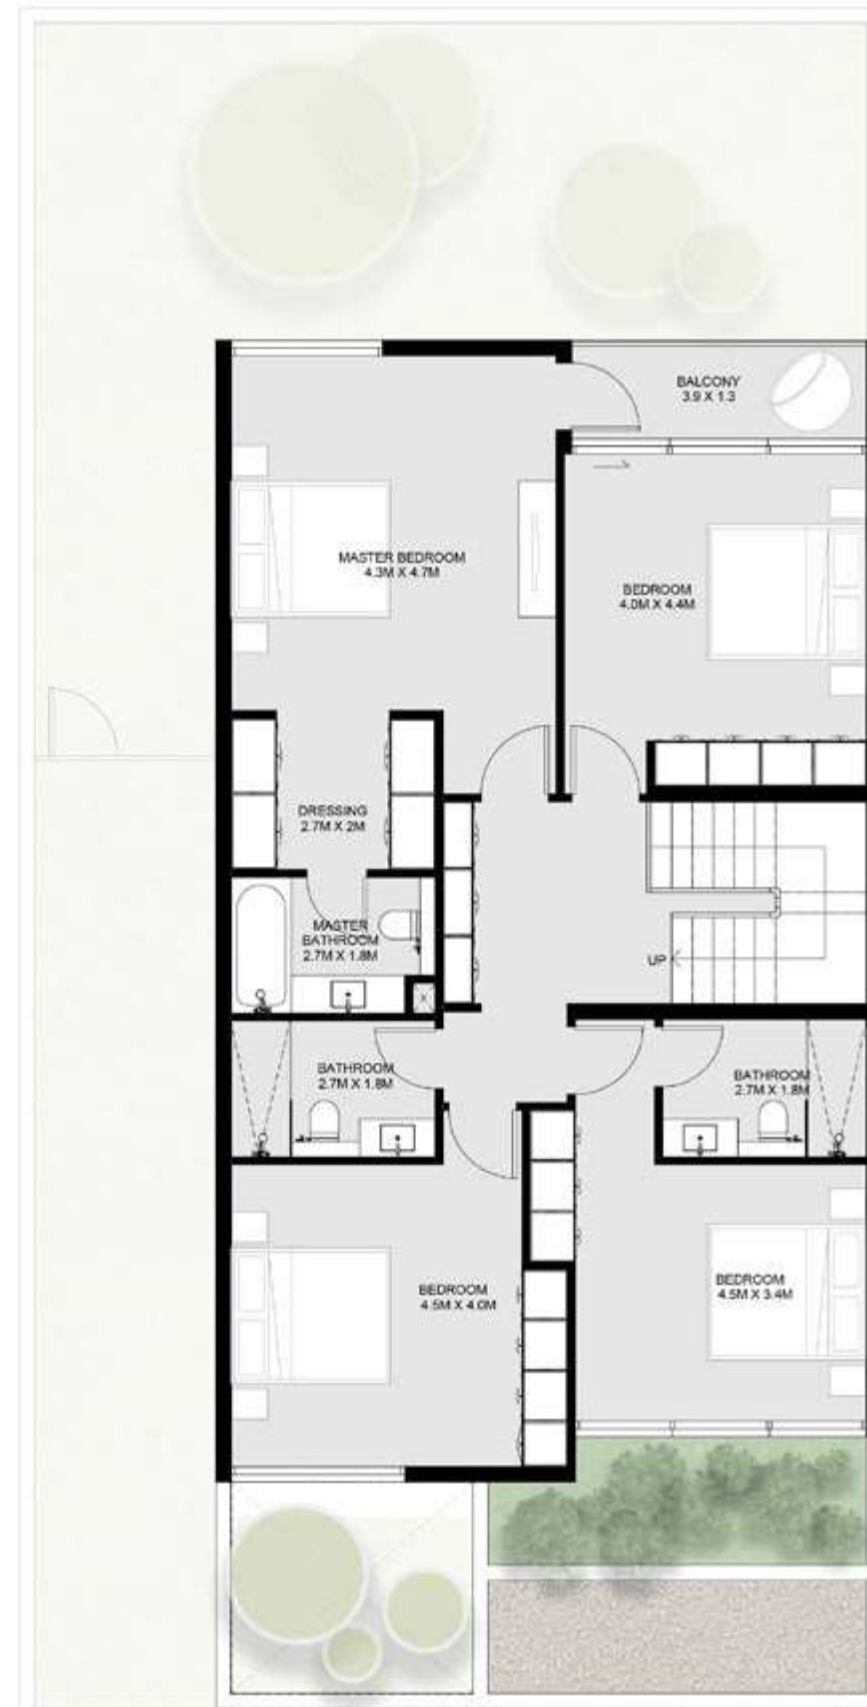 BALCONY
3.9 X 1.3
MASTER BEDROOM
4.3M X 4.7M
BEDROOM
4.0M X 4.4M
DRESSING
2.7M X 2M
MASTER
BATHROOM
2.7M X 1.8M
UP
BATHROOM
2.7M X 1.8M
BATHROOM
2.7M X 1.8M
BEDROOM
4.5M X 4.0M
BEDROOM
4.5M X 3.4M